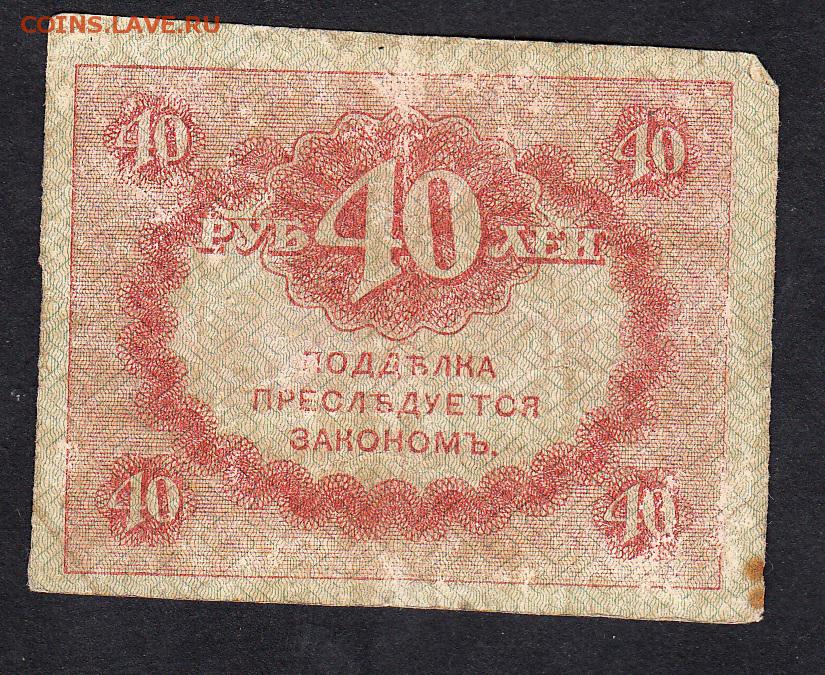 COINS.LAVE.RU
40 40
РУБ 40 ЛЕЙ
ПОДДѢЛКА
ПРЕСЛѢДУЕТСЯ
ЗАКОНОМЪ.
40 40